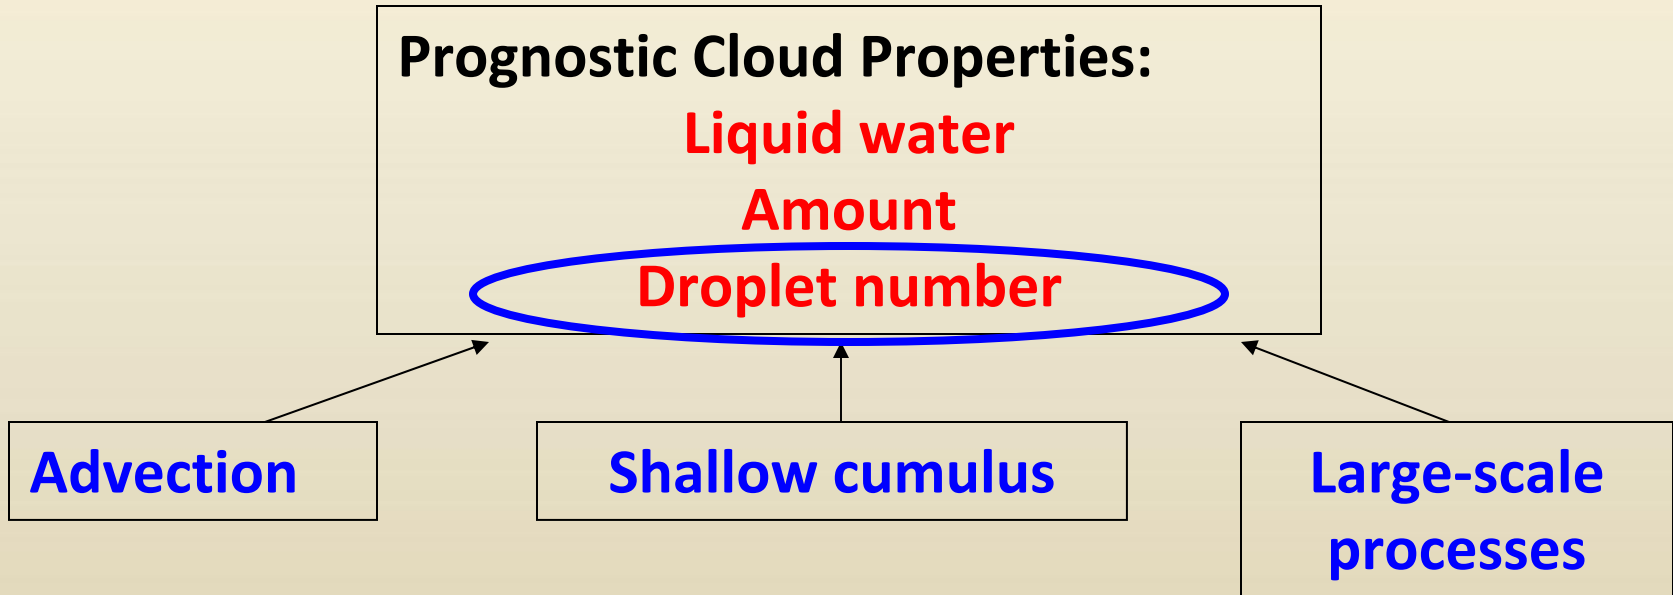 Prognostic Cloud Properties:
Liquid water
Amount
Droplet number
Advection
Shallow cumulus
Large-scale
processes